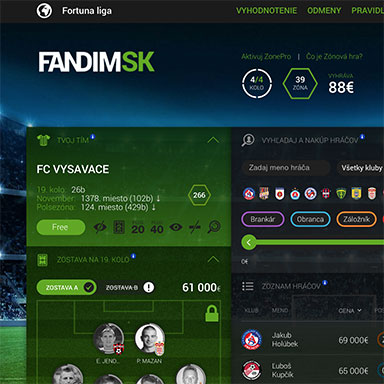 Fortuna liga
VYHODNOTENIE ODMENY PRAVIDL
FANDIMSK
Aktivuj ZonePro | Čo je Zónová hra?
4/4
KOLO
39
ZÓNA
VYHRÁVA
88€
TVOJ TÍM
FC VYSAVACE
19. kolo: 26b
November: 1378. miesto (102b) ↓
Polsezóna: 124. miesto (429b) ↓
266
Free
20 40
ZOSTAVA NA 19. KOLO
ZOSTAVA A
ZOSTAVA B
61 000€
E. JEND...
P. MAZAN
VYHĽADAJ A NAKÚP HRÁČOV
Zadaj meno hráča
Všetky kluby
Brankár
Obranca
Záložník
0€
ZOZNAM HRÁČOV
KLUB MENO CENA
Jakub
Holúbek
69 000€
Ľuboš
Kupčík
65 000€